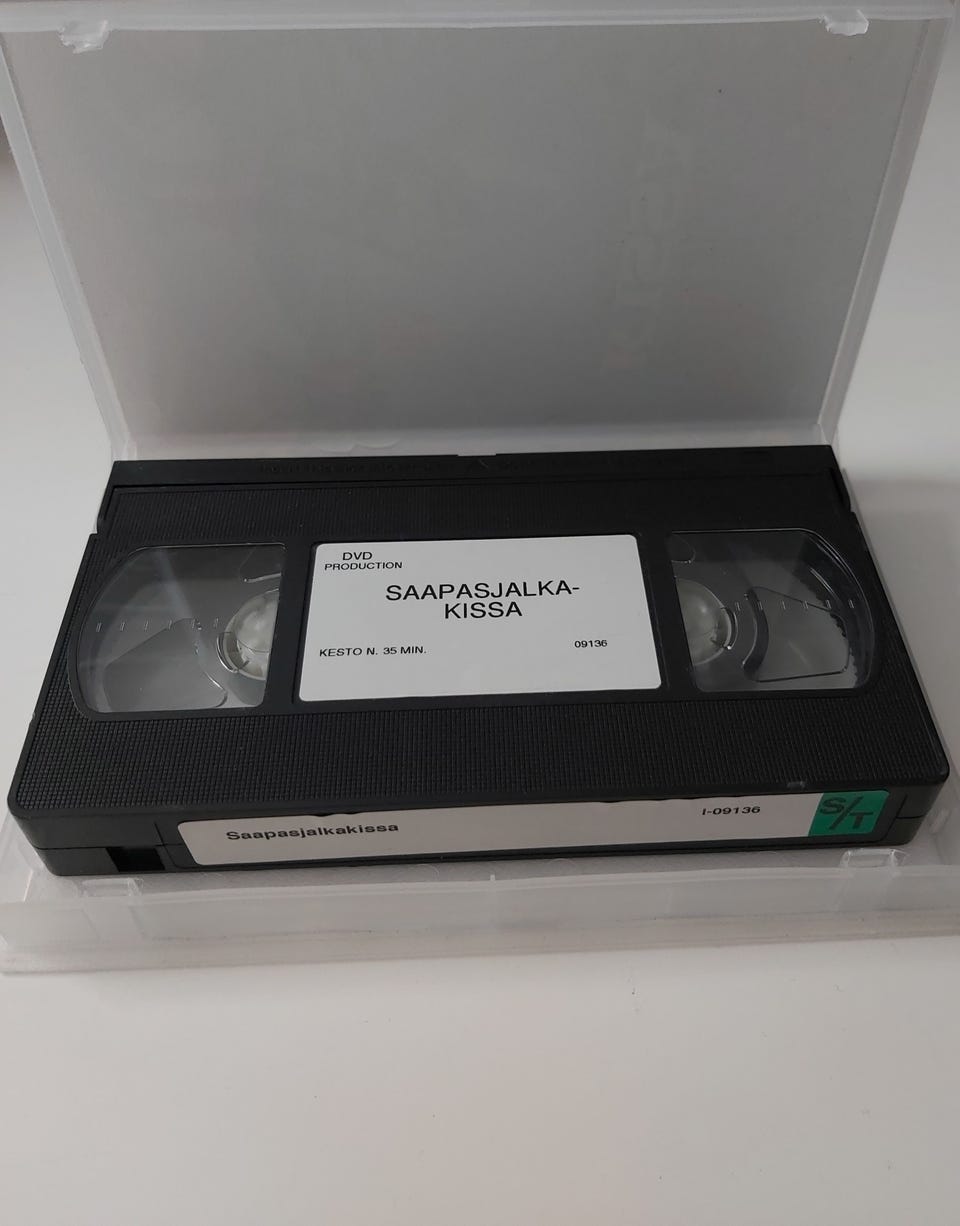 DVD
PRODUCTION
SAAPASJALKA-
KISSA
KESTO N. 35 MIN.
09136
Saapasjalkakissa
I-09136
S/T